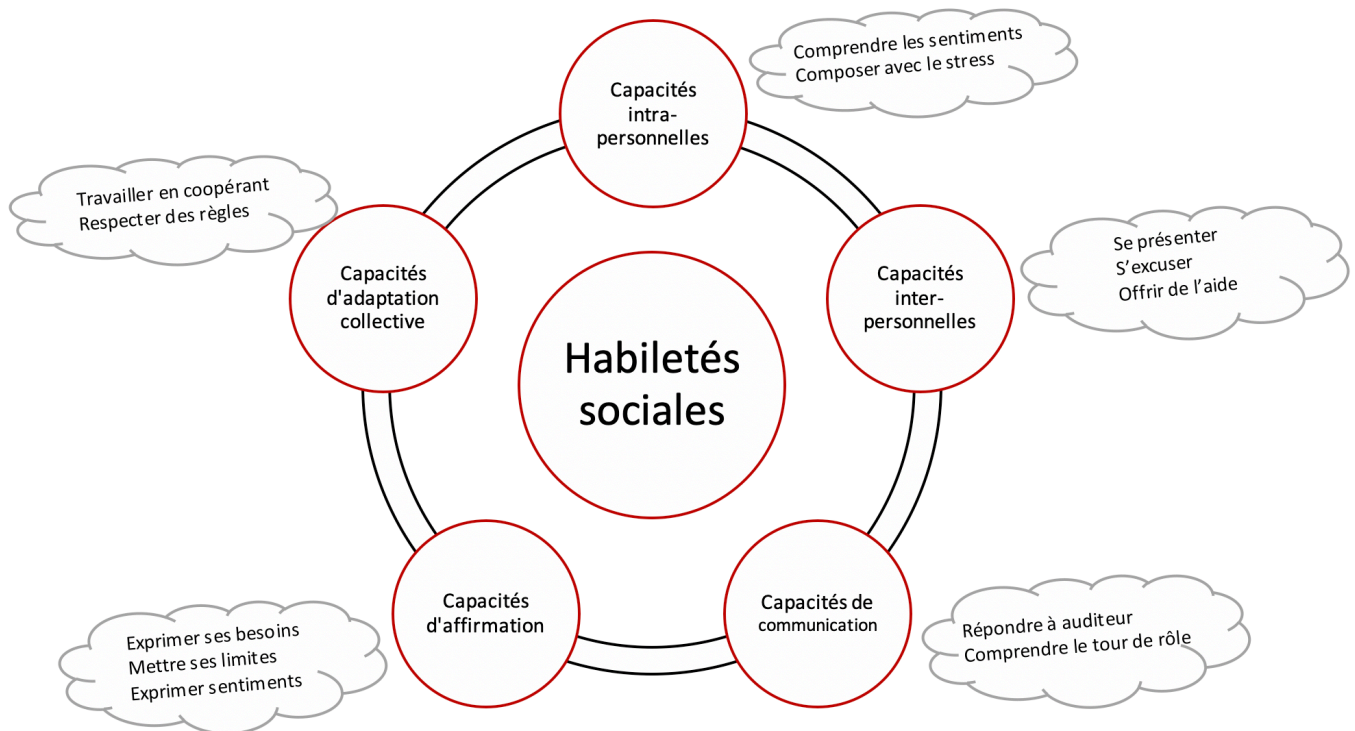 Capacités
intra-
personnelles
Comprendre les sentiments
Composer avec le stress
Travailler en coopérant
Respecter des règles
Capacités
d'adaptation
collective
Capacités
inter-
personnelles
Se présenter
S’excuser
Offrir de l’aide
Habiletés
sociales
Exprimer ses besoins
Mettre ses limites
Exprimer sentiments
Capacités
d'affirmation
Capacités de
communication
Répondre à auditeur
Comprendre le tour de rôle